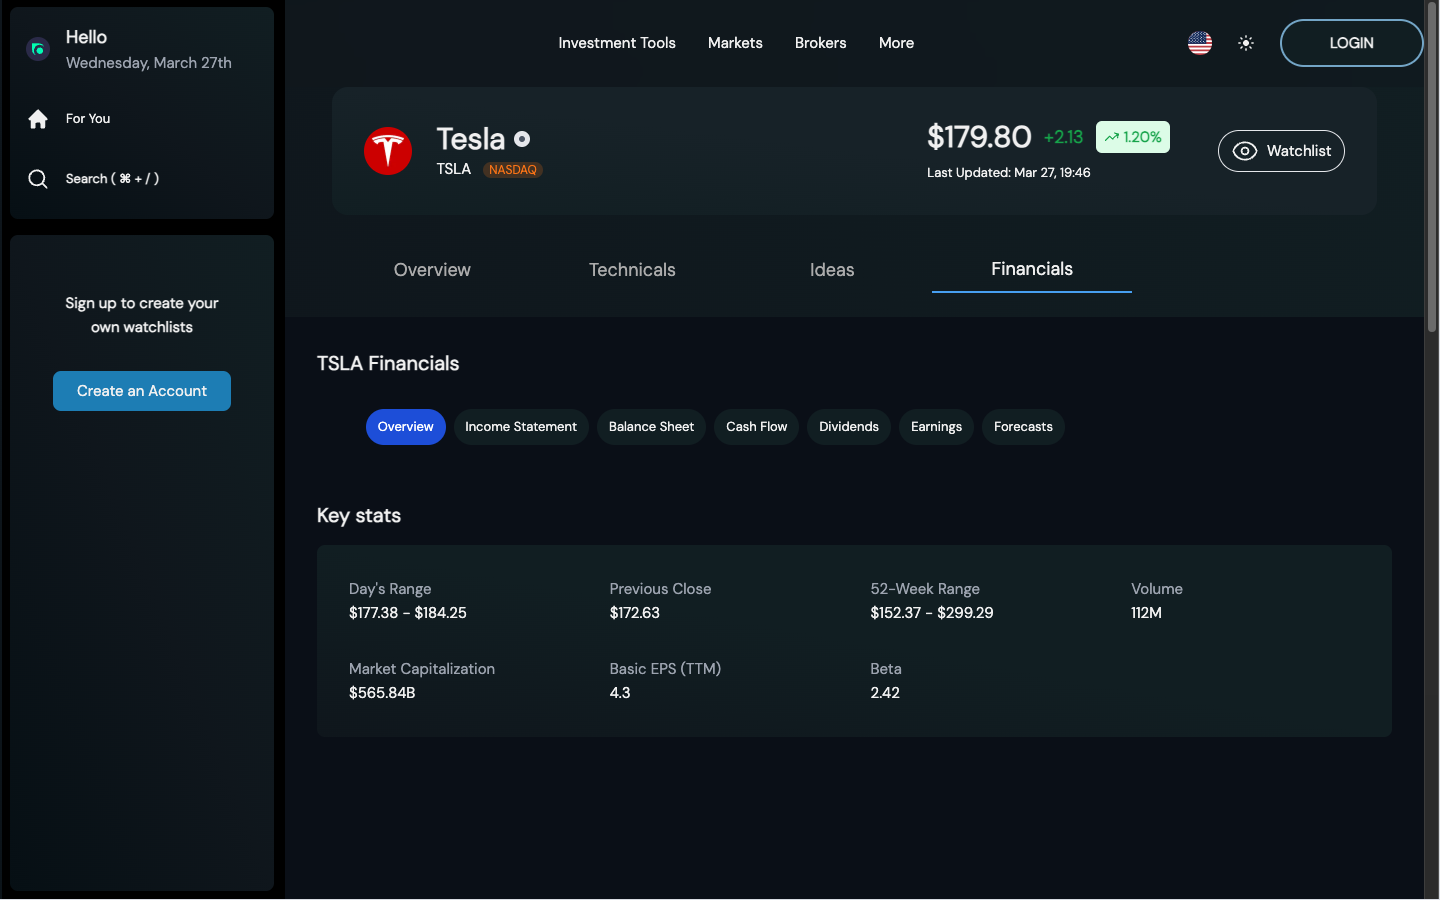 Hello
Wednesday, March 27th
For You
Search ( ⌘ + / )
Sign up to create your
own watchlists
Create an Account
Investment Tools
Markets
Brokers
More
LOGIN
Tesla
TSLA
NASDAQ
$179.80
+2.13
1.20%
Last Updated: Mar 27, 19:46
Watchlist
Overview
Technicals
Ideas
Financials
TSLA Financials
Overview
Income Statement
Balance Sheet
Cash Flow
Dividends
Earnings
Forecasts
Key stats
Day's Range
$177.38 - $184.25
Previous Close
$172.63
52-Week Range
$152.37 - $299.29
Volume
112M
Market Capitalization
$565.84B
Basic EPS (TTM)
4.3
Beta
2.42